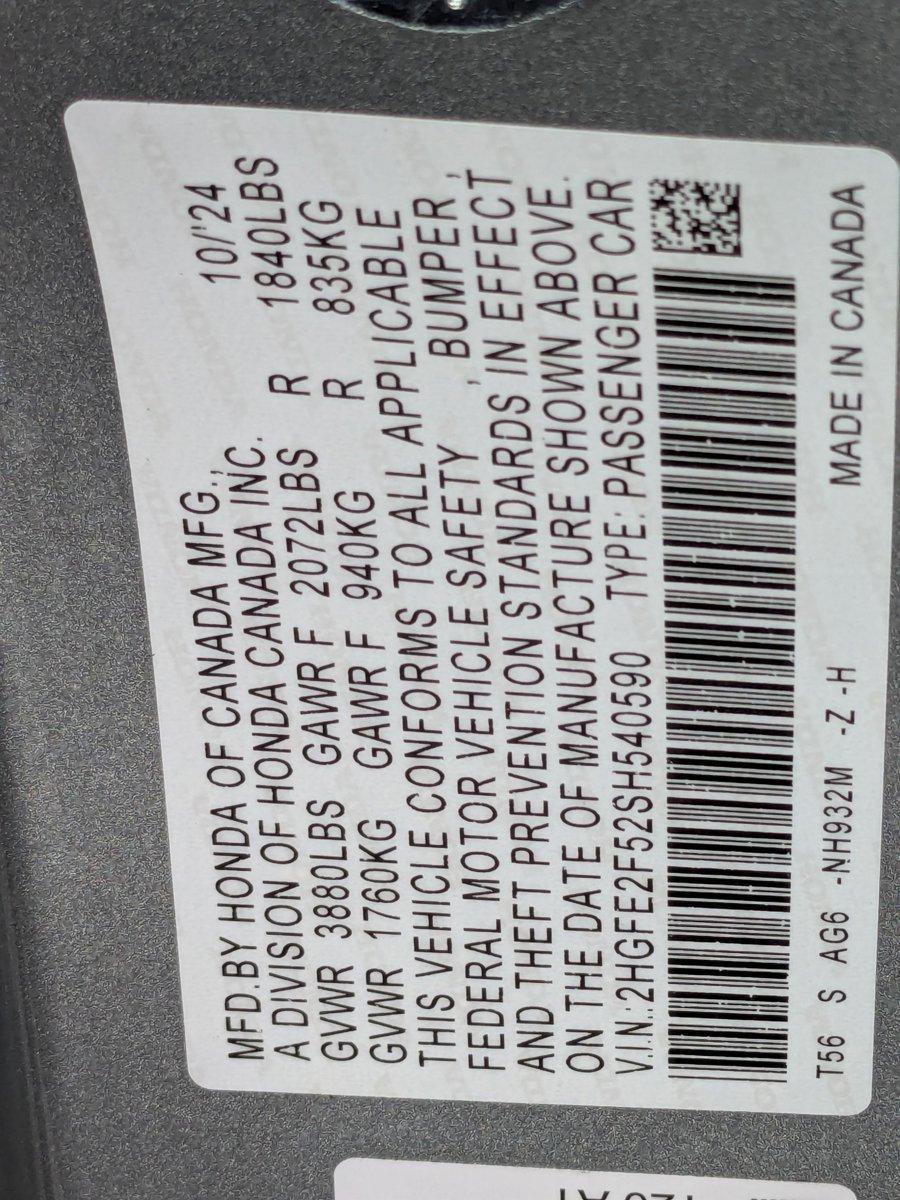 MFD.BY HONDA OF CANADA MFG., 10/'24
A DIVISION OF HONDA CANADA INC.
GVWR 3880LBS GAWR F 2072LBS R 1840LBS
GVWR 1760KG GAWR F 940KG R 835KG
THIS VEHICLE CONFORMS TO ALL APPLICABLE
FEDERAL MOTOR VEHICLE SAFETY , BUMPER ,
AND THEFT PREVENTION STANDARDS IN EFFECT
ON THE DATE OF MANUFACTURE SHOWN ABOVE.
V.I.N.:2HGFE2F52SH540590 TYPE: PASSENGER CAR
T56 S AG6 -NH932M -Z -H MADE IN CANADA